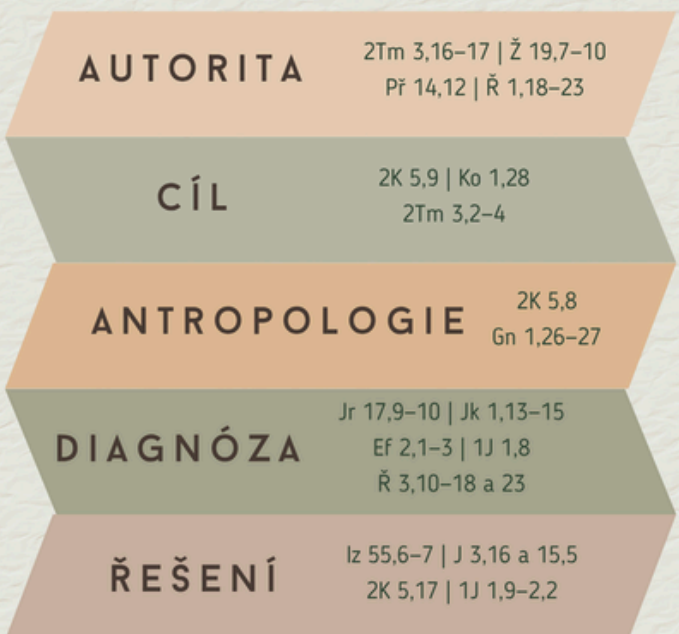 AUTORITA
2Tm 3,16–17 | Ž 19,7–10
Př 14,12 | Ř 1,18–23
CÍL
2K 5,9 | Ko 1,28
2Tm 3,2–4
ANTROPOLOGIE
2K 5,8
Gn 1,26–27
DIAGNÓZA
Jr 17,9–10 | Jk 1,13–15
Ef 2,1–3 | 1J 1,8
Ř 3,10–18 a 23
ŘEŠENÍ
Iz 55,6–7 | J 3,16 a 15,5
2K 5,17 | 1J 1,9–2,2